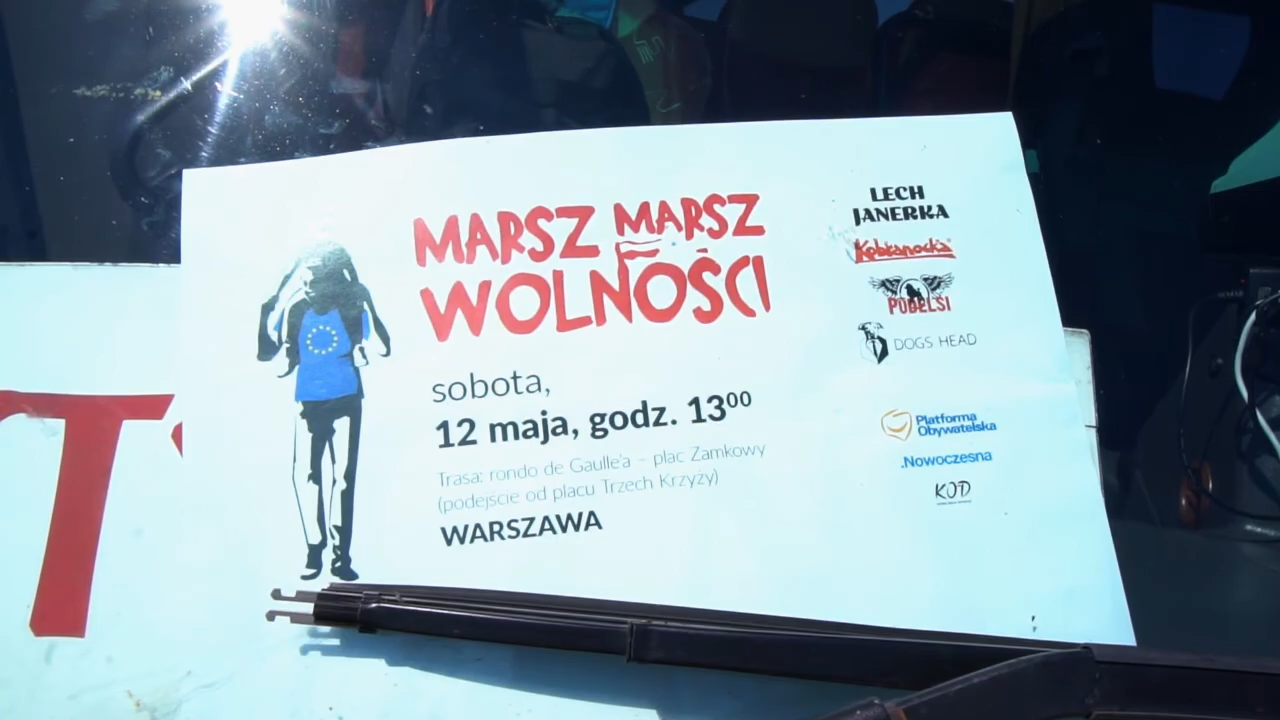 MARSZ MARSZ
WOLNOŚCI
sobota,
12 maja, godz. 13⁰⁰
Trasa: rondo de Gaulle'a – plac Zamkowy
(podejście od placu Trzech Krzyży)
WARSZAWA
LECH
JANERKA
Kobranocka
PODELSI
DOGS HEAD
Platforma
Obywatelska
.Nowoczesna
KOD
T